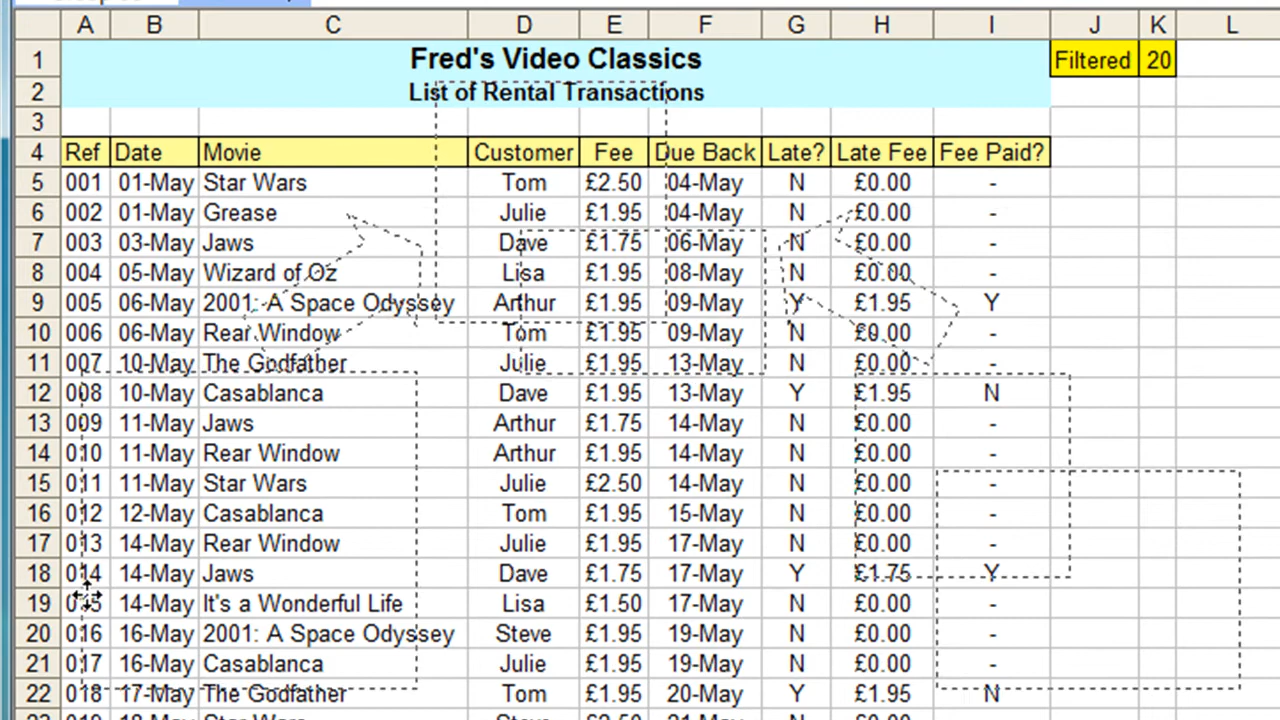 A B C D E F G H I J K L
1 Fred's Video Classics Filtered 20
2 List of Rental Transactions
3
4 Ref Date Movie Customer Fee Due Back Late? Late Fee Fee Paid?
5 001 01-May Star Wars Tom £2.50 04-May N £0.00 -
6 002 01-May Grease Julie £1.95 04-May N £0.00 -
7 003 03-May Jaws Dave £1.75 06-May N £0.00 -
8 004 05-May Wizard of Oz Lisa £1.95 08-May N £0.00 -
9 005 06-May 2001: A Space Odyssey Arthur £1.95 09-May Y £1.95 Y
10 006 06-May Rear Window Tom £1.95 09-May N £0.00 -
11 007 10-May The Godfather Julie £1.95 13-May N £0.00 -
12 008 10-May Casablanca Dave £1.95 13-May Y £1.95 N
13 009 11-May Jaws Arthur £1.75 14-May N £0.00 -
14 010 11-May Rear Window Arthur £1.95 14-May N £0.00 -
15 011 11-May Star Wars Julie £2.50 14-May N £0.00 -
16 012 12-May Casablanca Tom £1.95 15-May N £0.00 -
17 013 14-May Rear Window Julie £1.95 17-May N £0.00 -
18 014 14-May Jaws Dave £1.75 17-May Y £1.75 Y
19 015 14-May It's a Wonderful Life Lisa £1.50 17-May N £0.00 -
20 016 16-May 2001: A Space Odyssey Steve £1.95 19-May N £0.00 -
21 017 16-May Casablanca Julie £1.95 19-May N £0.00 -
22 018 17-May The Godfather Tom £1.95 20-May Y £1.95 N